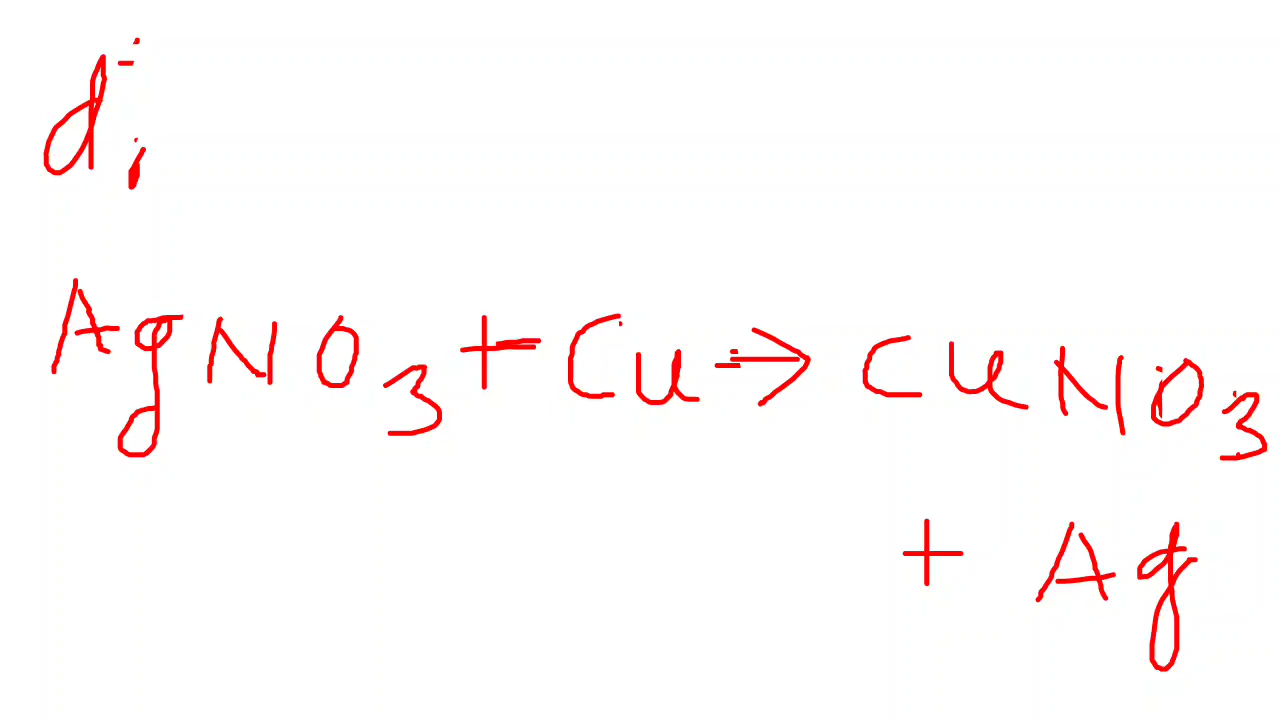 d;
AgNO₃ + Cu → CuNO₃
+ Ag